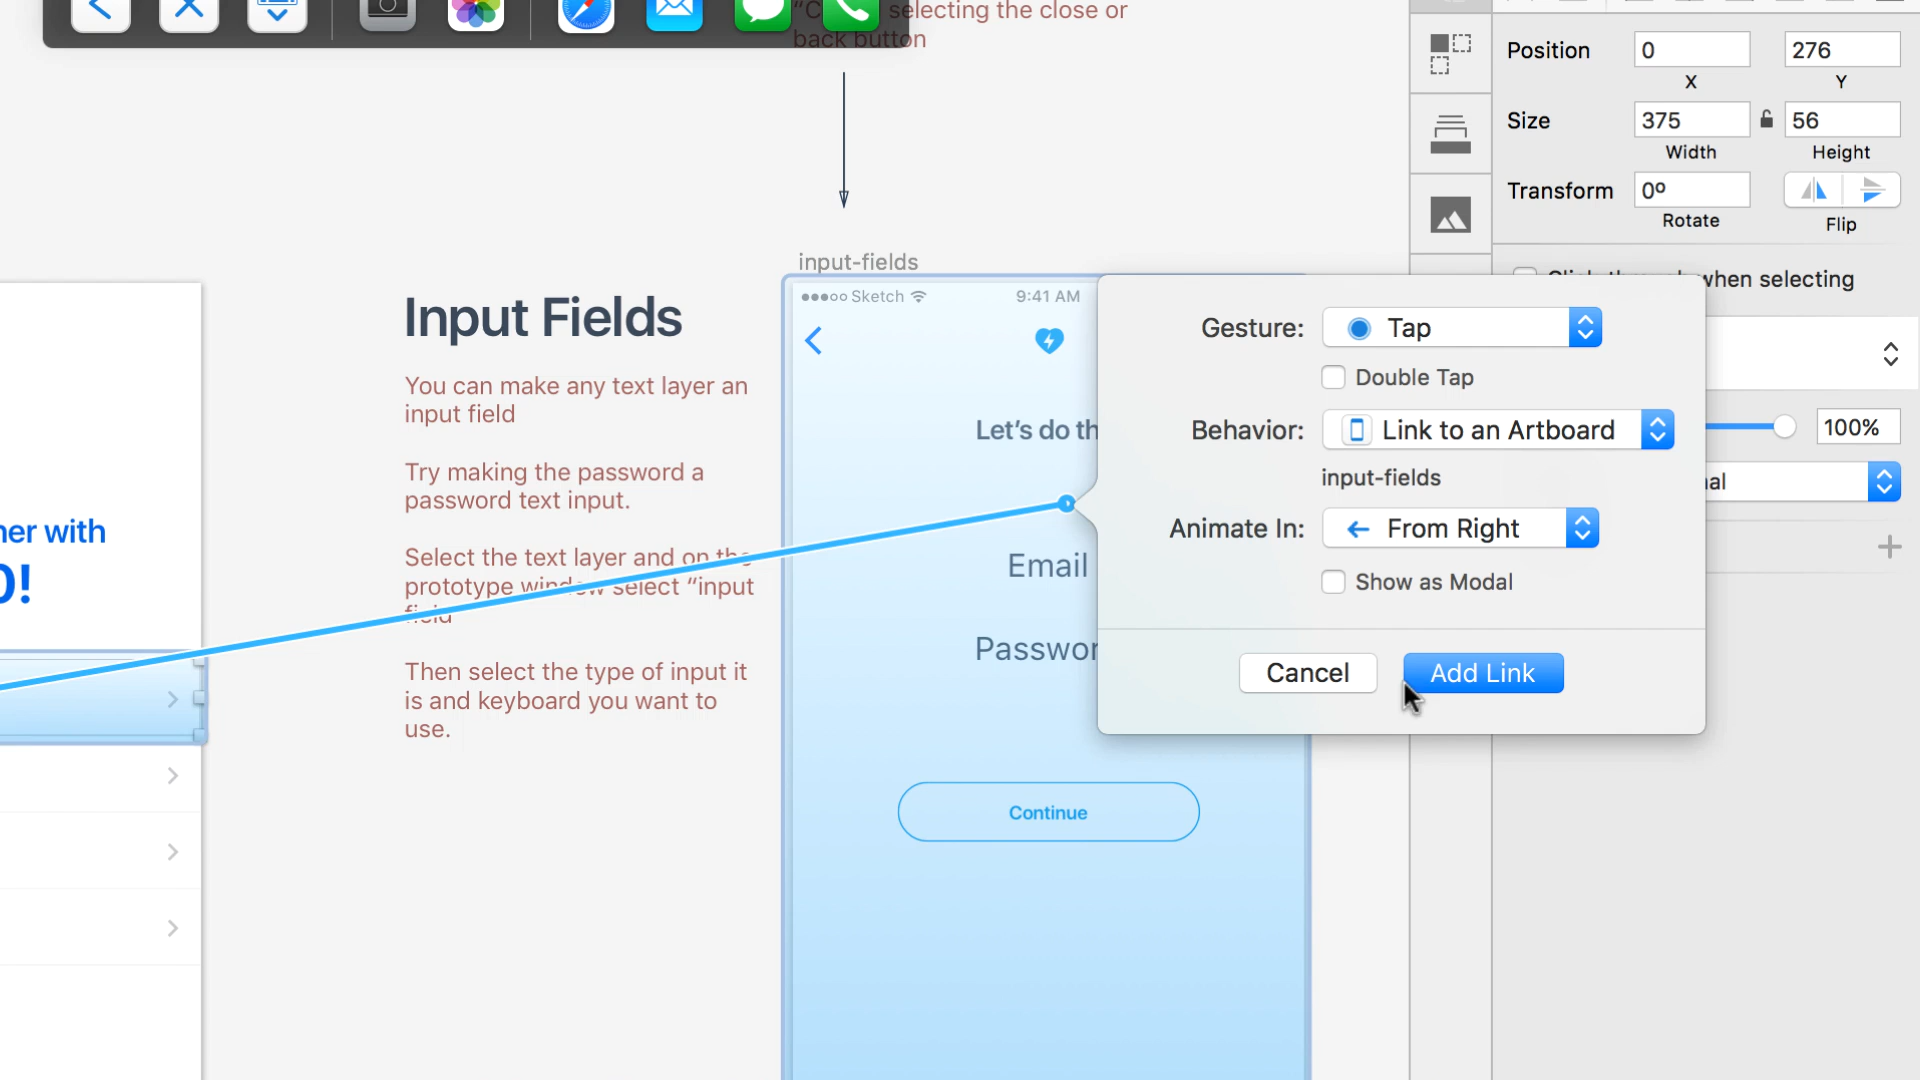 selecting the close or
back button
input-fields
Input Fields
You can make any text layer an
input field
Try making the password a
password text input.
Select the text layer and on the
prototype window select "input
field
Then select the type of input it
is and keyboard you want to
use.
ner with
0!
Sketch
9:41 AM
Let's do th
Email
Passwor
Continue
Gesture:
Tap
Double Tap
Behavior:
Link to an Artboard
input-fields
Animate In:
From Right
Show as Modal
Cancel
Add Link
Position
0
276
X
Y
Size
375
56
Width
Height
Transform
0º
Rotate
Flip
when selecting
100%
al